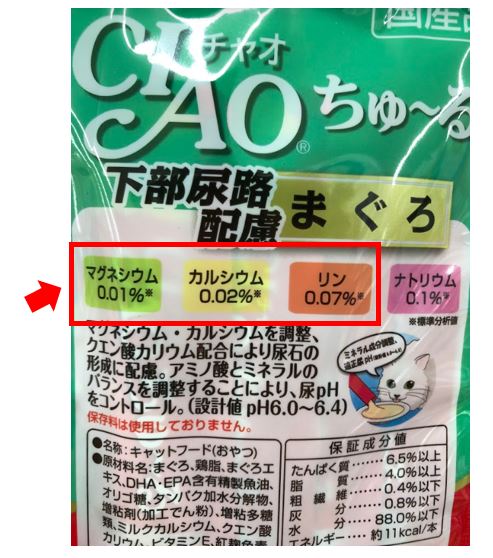 国産品
CIAO
チャオ
®
ちゅ〜る
下部尿路
配慮
まぐろ
マグネシウム
0.01%※
カルシウム
0.02%※
リン
0.07%※
ナトリウム
0.1%※
※標準分析値
マグネシウム・カルシウムを調整、
クエン酸カリウム配合により尿石の
形成に配慮。アミノ酸とミネラルの
バランスを調整することにより、尿pH
をコントロール。(設計値 pH6.0〜6.4)
保存料は使用しておりません。
ミネラル成分調整、
適正尿pH
●名称:キャットフード(おやつ)
●原材料名:まぐろ、鶏脂、まぐろエ
キス、DHA・EPA含有精製魚油、
オリゴ糖、タンパク加水分解物、
増粘剤(加工でん粉)、増粘多糖
類、ミルクカルシウム、クエン酸
カリウム、ビタミンE、紅麹色素
保証成分値
たんぱく質……6.5%以上
脂質……4.0%以上
粗繊維……0.4%以下
灰分……0.8%以下
水分……88.0%以下
エネルギー……約11kcal/本